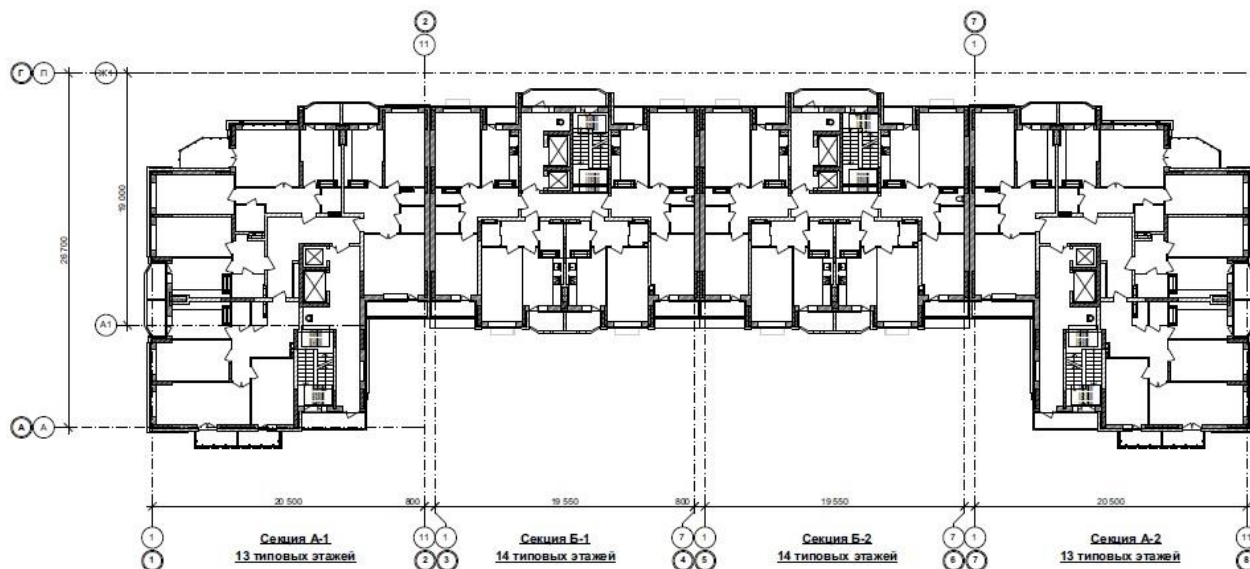 2
7
11
1
Г П Ж1
19 000
26 700
А1
А А
20 500 800 19 550 800 19 550 20 500
1 11 1 7 1 7 1 11
1 2 3 4 5 6 7 8
Секция А-1 Секция Б-1 Секция Б-2 Секция А-2
13 типовых этажей 14 типовых этажей 14 типовых этажей 13 типовых этажей